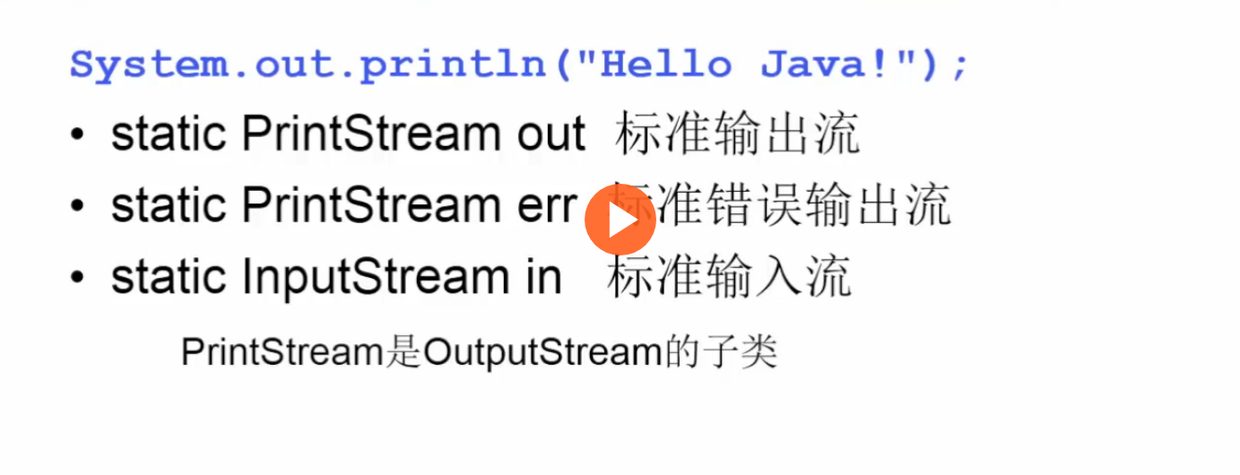 System.out.println("Hello Java!");
• static PrintStream out 标准输出流
• static PrintStream err 标准错误输出流
• static InputStream in 标准输入流
PrintStream是OutputStream的子类